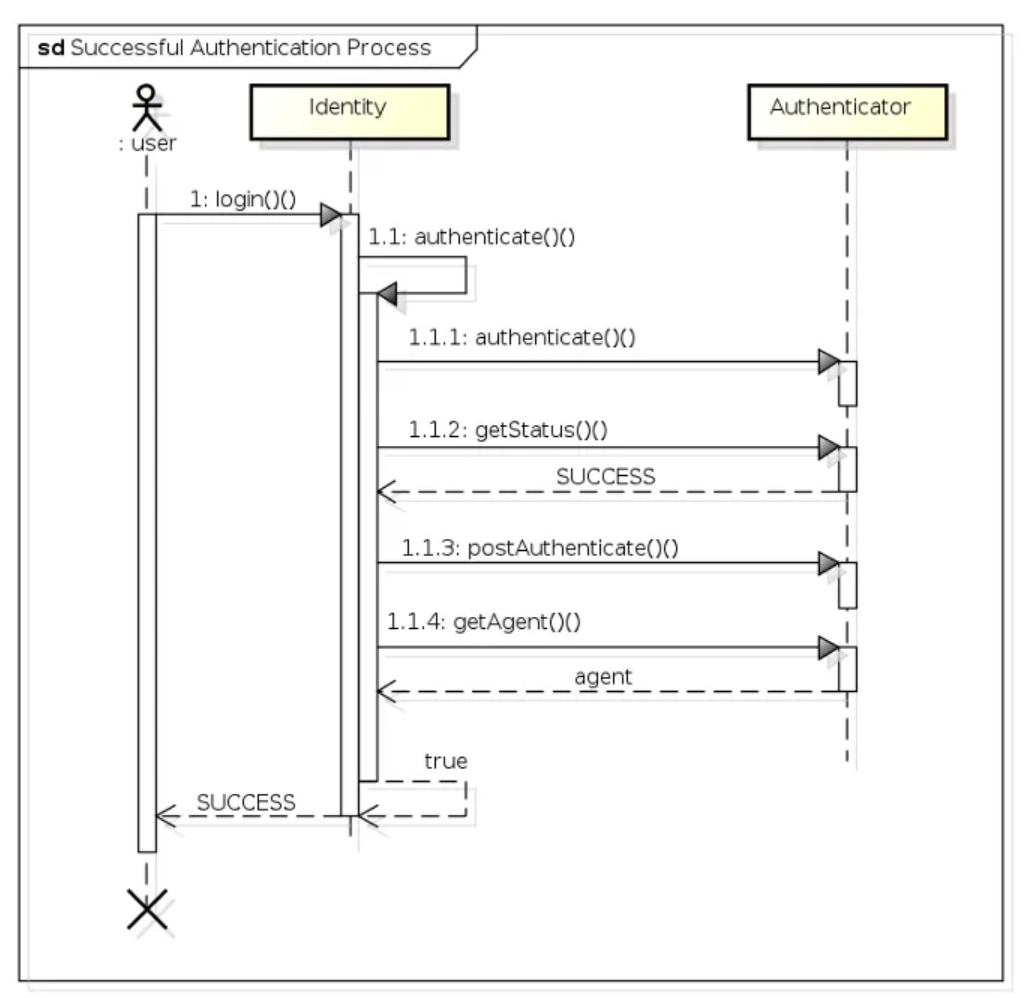 sd Successful Authentication Process
Identity
Authenticator
: user
1: login()()
1.1: authenticate()()
1.1.1: authenticate()()
1.1.2: getStatus()()
SUCCESS
1.1.3: postAuthenticate()()
1.1.4: getAgent()()
agent
true
SUCCESS